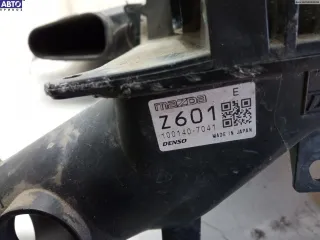 АВТО
mazda
E
Z601
100140-7041
DENSO
MADE IN JAPAN